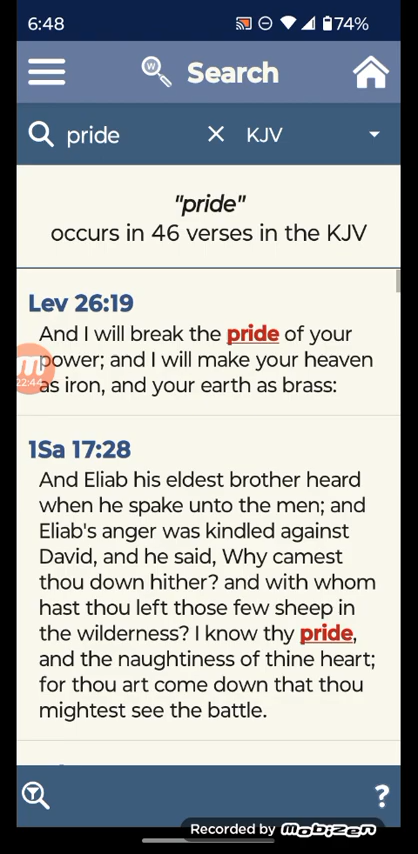 6:48
74%
W
Search
pride
KJV
"pride"
occurs in 46 verses in the KJV
Lev 26:19
And I will break the pride of your
power; and I will make your heaven
as iron, and your earth as brass:
22:44
1Sa 17:28
And Eliab his eldest brother heard
when he spake unto the men; and
Eliab's anger was kindled against
David, and he said, Why camest
thou down hither? and with whom
hast thou left those few sheep in
the wilderness? I know thy pride,
and the naughtiness of thine heart;
for thou art come down that thou
mightest see the battle.
?
Recorded by mobizen